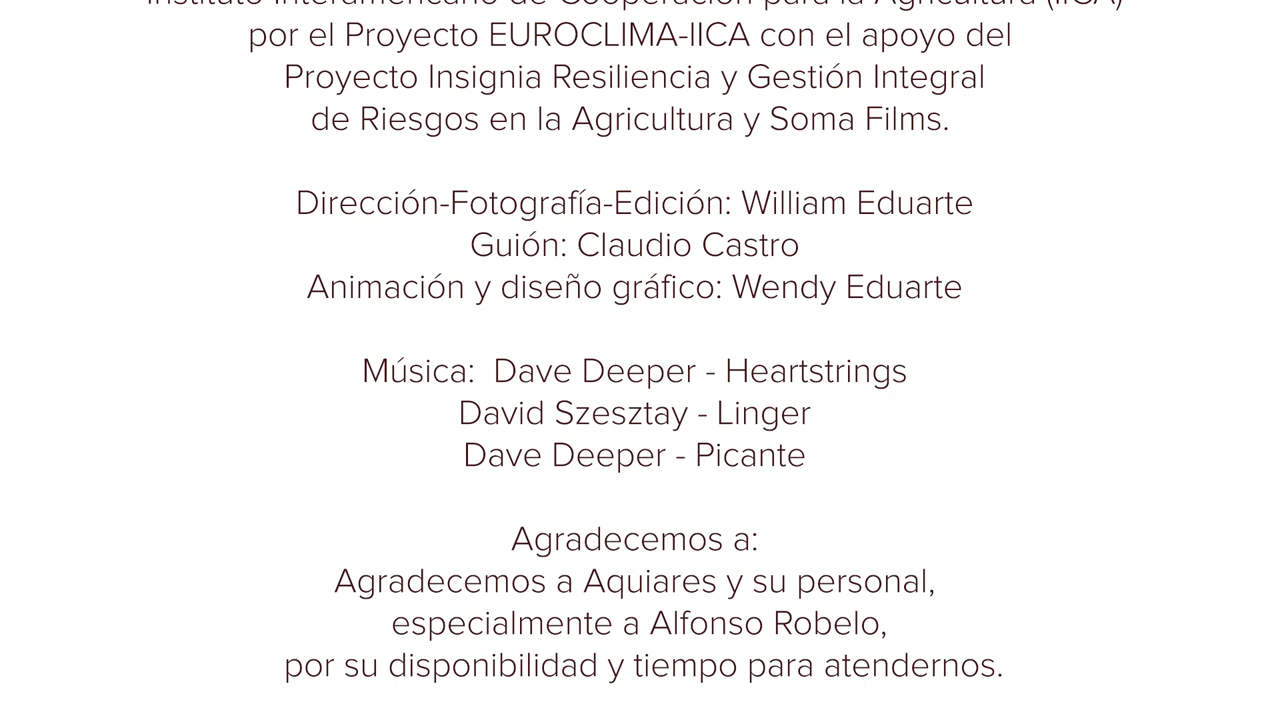 Instituto Interamericano de Cooperación para la Agricultura (IICA)
por el Proyecto EUROCLIMA-IICA con el apoyo del
Proyecto Insignia Resiliencia y Gestión Integral
de Riesgos en la Agricultura y Soma Films.
Dirección-Fotografía-Edición: William Eduarte
Guión: Claudio Castro
Animación y diseño gráfico: Wendy Eduarte
Música:  Dave Deeper - Heartstrings
David Szesztay - Linger
Dave Deeper - Picante
Agradecemos a:
Agradecemos a Aquiares y su personal,
especialmente a Alfonso Robelo,
por su disponibilidad y tiempo para atendernos.